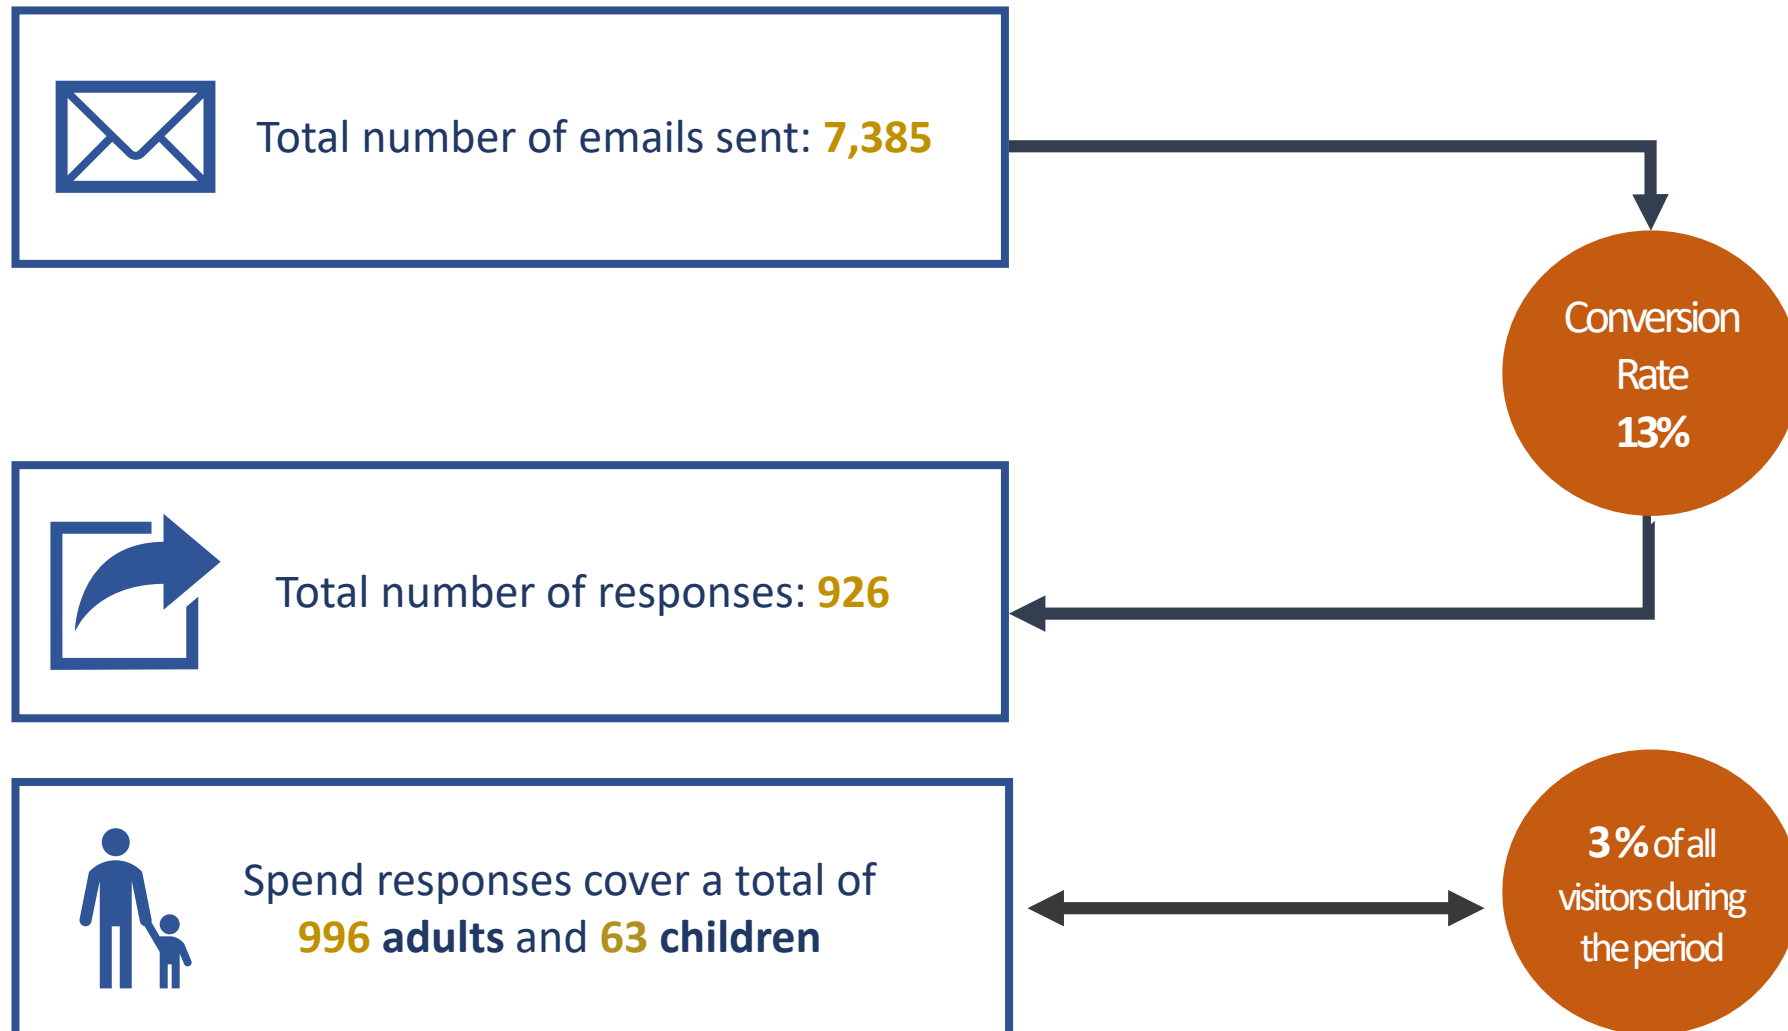 Total number of emails sent: 7,385
Conversion
Rate
13%
Total number of responses: 926
Spend responses cover a total of
996 adults and 63 children
3% of all
visitors during
the period